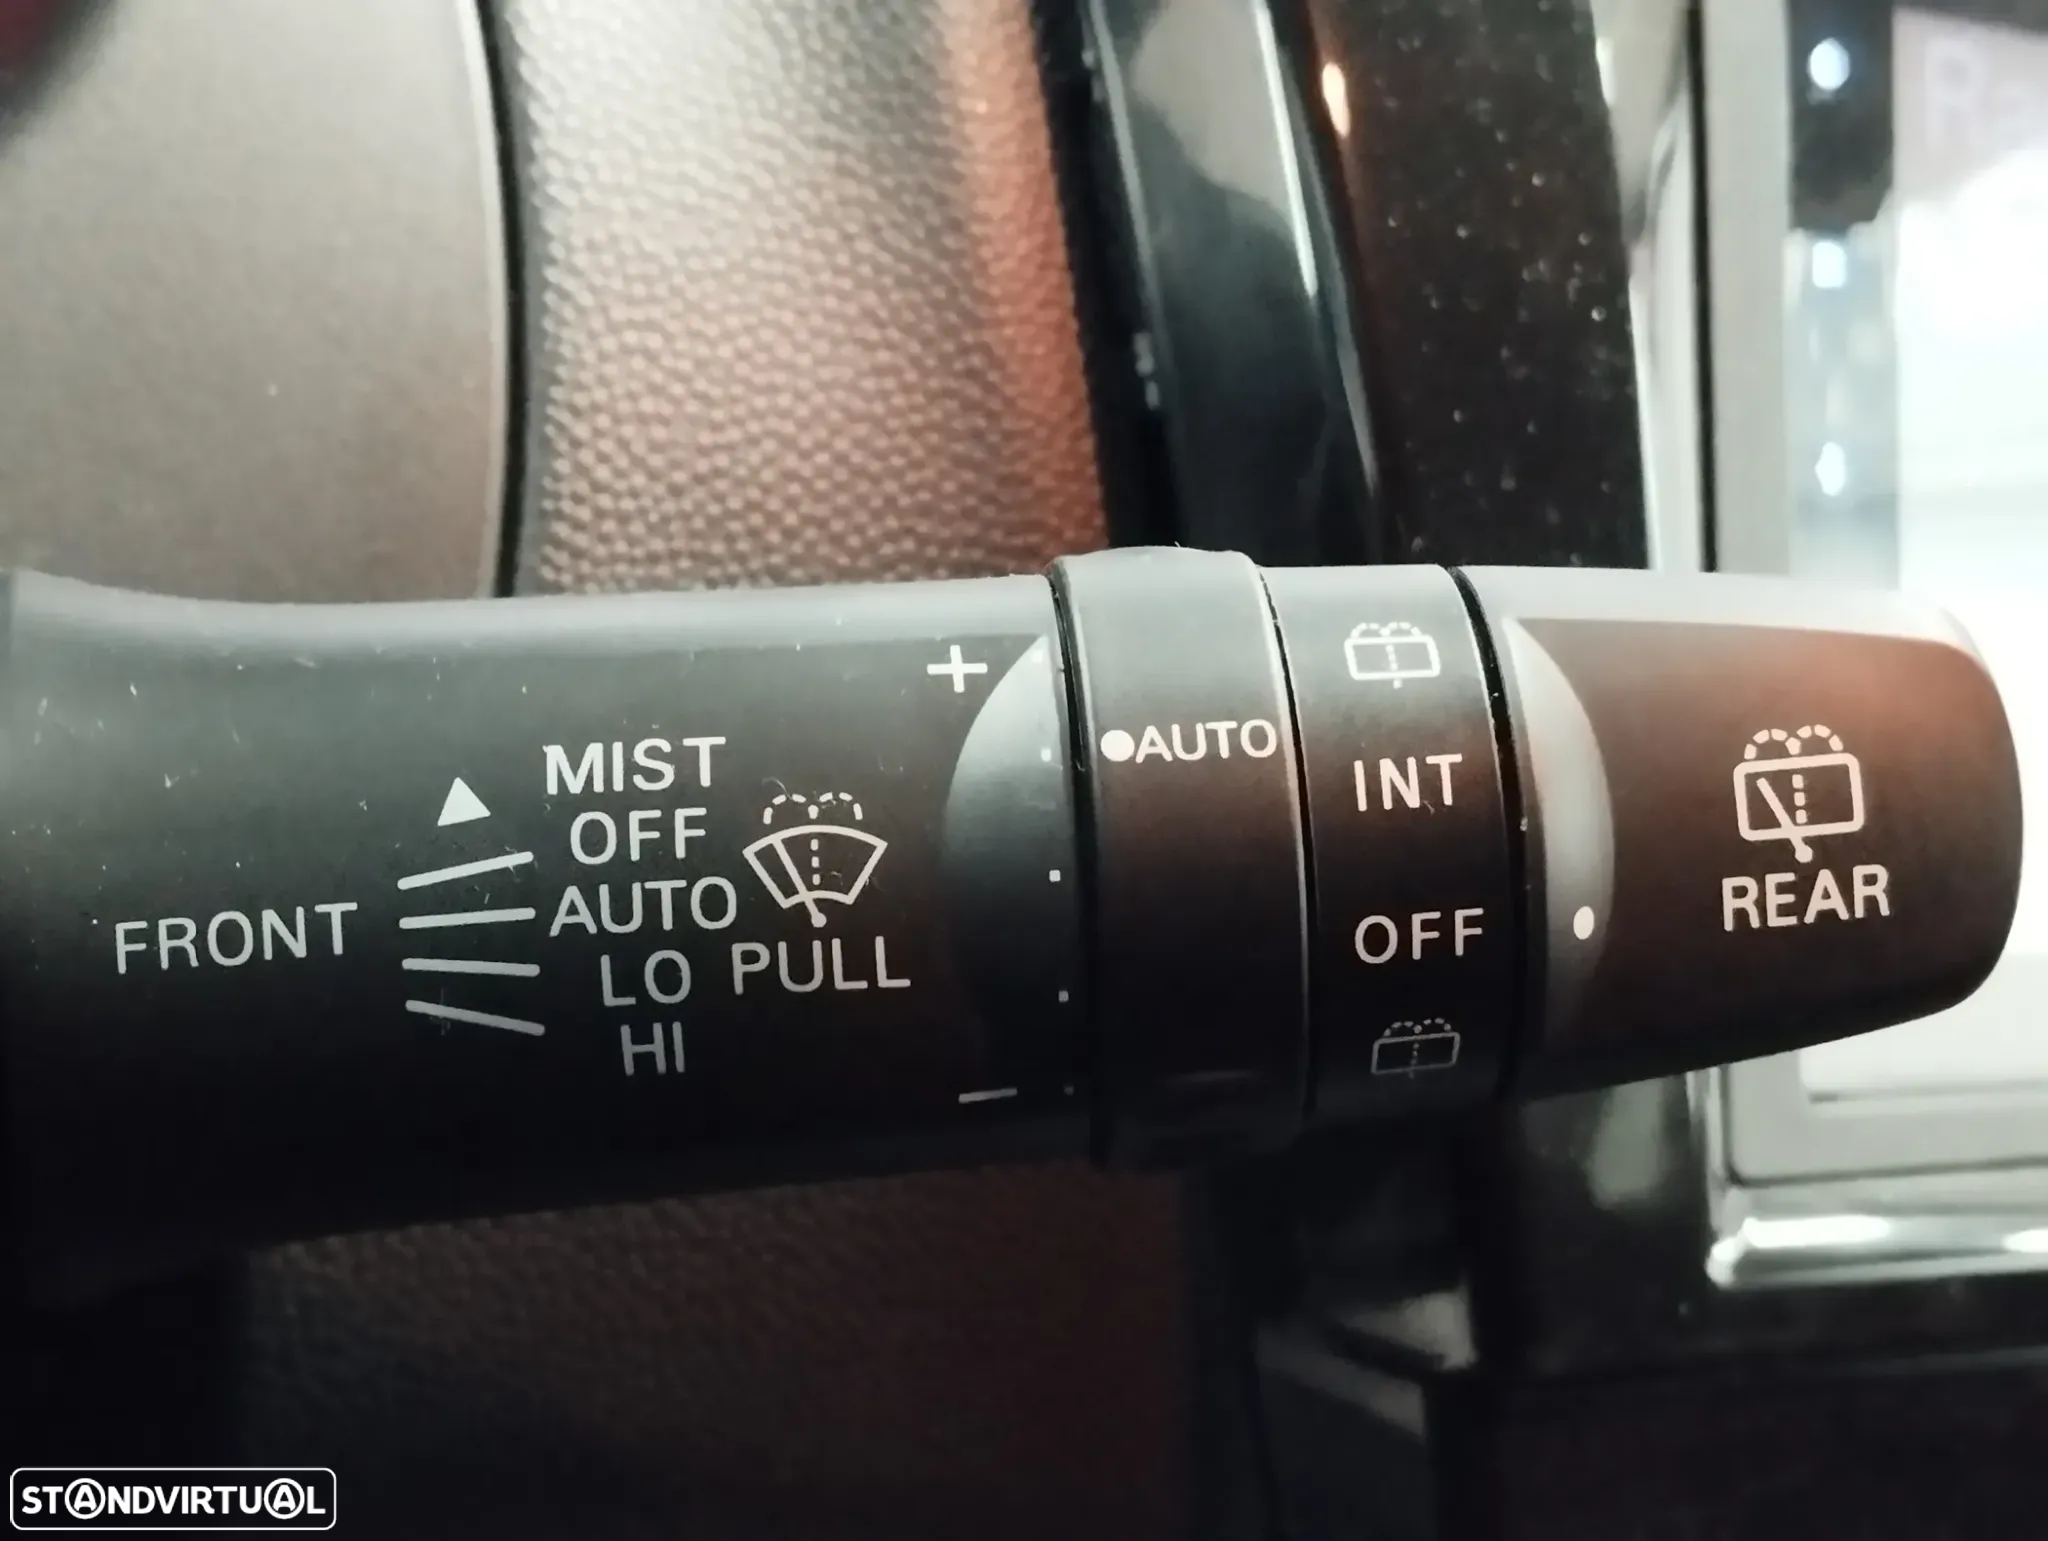 MIST
OFF
AUTO
LO
HI
FRONT
PULL
+
−
AUTO
INT
OFF
REAR
STANDVIRTUAL